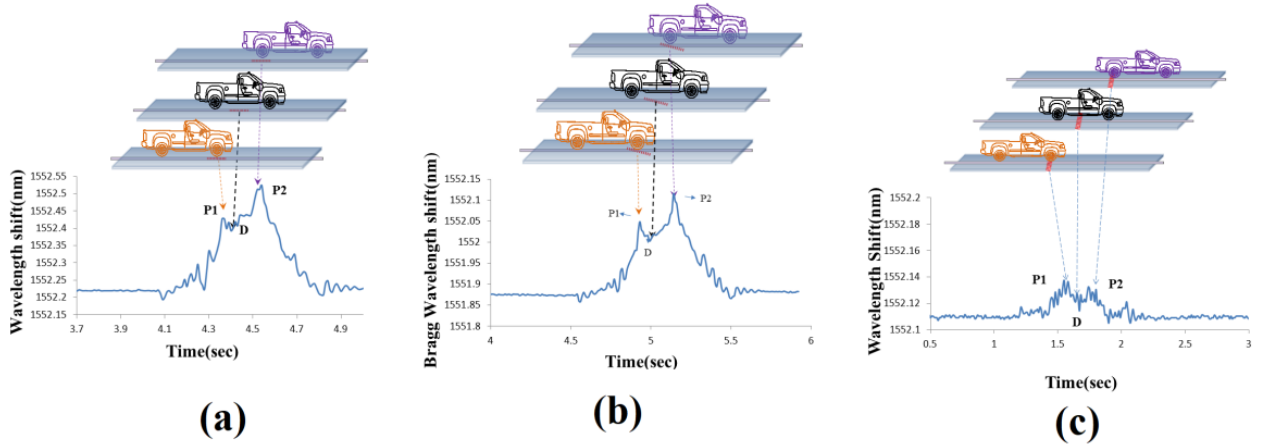 Wavelength shift(nm)
1552.55
1552.5
1552.45
1552.4
1552.35
1552.3
1552.25
1552.2
1552.15
P1
P2
D
3.7
3.9
4.1
4.3
4.5
4.7
4.9
Time(sec)
(a)
Bragg Wavelength shift(nm)
1552.15
1552.1
1552.05
1552
1551.95
1551.9
1551.85
1551.8
P1
P2
D
4
4.5
5
5.5
6
Time(sec)
(b)
Wavelength Shift(nm)
1552.2
1552.18
1552.16
1552.14
1552.12
1552.1
P1
P2
D
0.5
1
1.5
2
2.5
3
Time(sec)
(c)